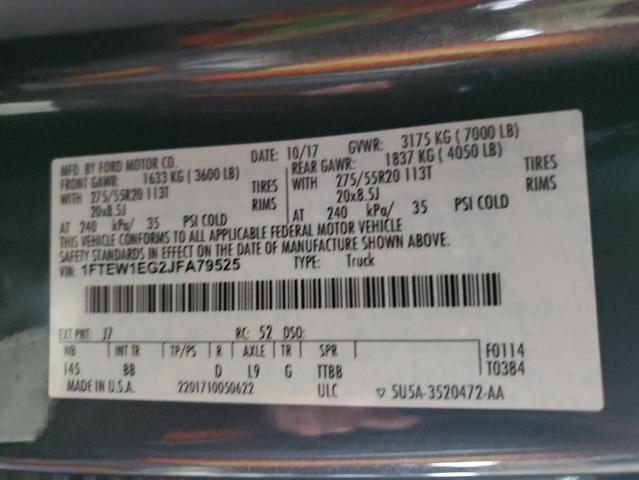 MFD. BY FORD MOTOR CO. DATE: 10/17 GVWR: 3175 KG ( 7000 LB)
FRONT GAWR: 1633 KG ( 3600 LB) REAR GAWR: 1837 KG ( 4050 LB)
WITH 275/55R20 113T TIRES WITH 275/55R20 113T TIRES
20x8.5J RIMS 20x8.5J RIMS
AT 240 kPa/ 35 PSI COLD AT 240 kPa/ 35 PSI COLD
THIS VEHICLE CONFORMS TO ALL APPLICABLE FEDERAL MOTOR VEHICLE
SAFETY STANDARDS IN EFFECT ON THE DATE OF MANUFACTURE SHOWN ABOVE.
VIN: 1FTEW1EG2JFA79525 TYPE: Truck
EXT PNT: J7 RC: 52 DSO:
WB INT TR TP/PS R AXLE TR SPR F0114
145 BB D L9 G TTBB T0384
MADE IN U.S.A. 2201710050622 ULC ▽ 5U5A-3520472-AA